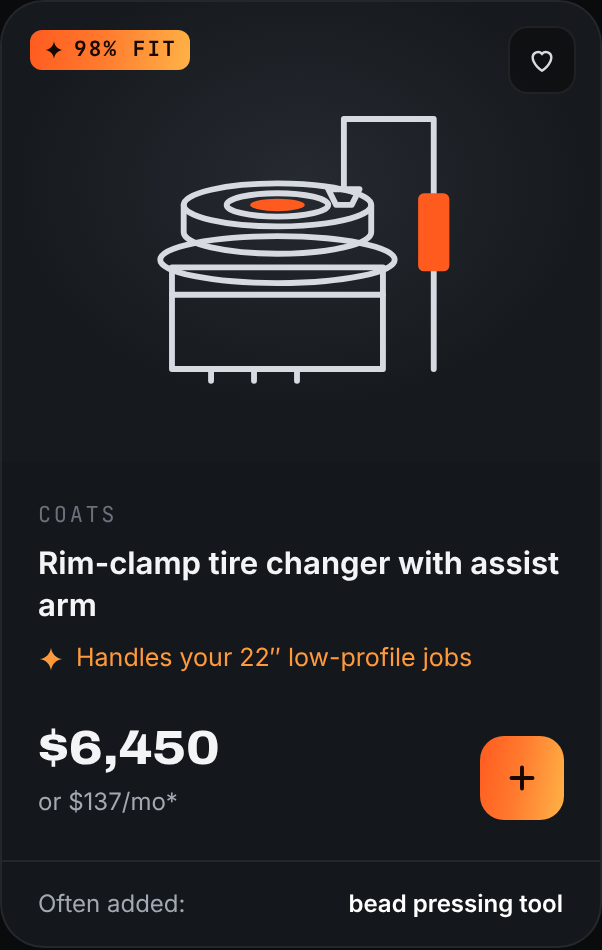 ✦ 98% FIT
COATS
Rim-clamp tire changer with assist
arm
✦ Handles your 22″ low-profile jobs
$6,450
or $137/mo*
+
Often added: bead pressing tool